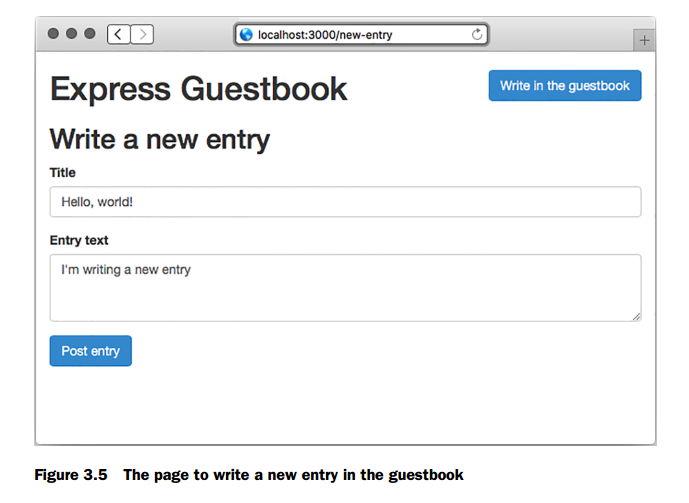 localhost:3000/new-entry
Express Guestbook
Write in the guestbook
Write a new entry
Title
Hello, world!
Entry text
I'm writing a new entry
Post entry
Figure 3.5 The page to write a new entry in the guestbook